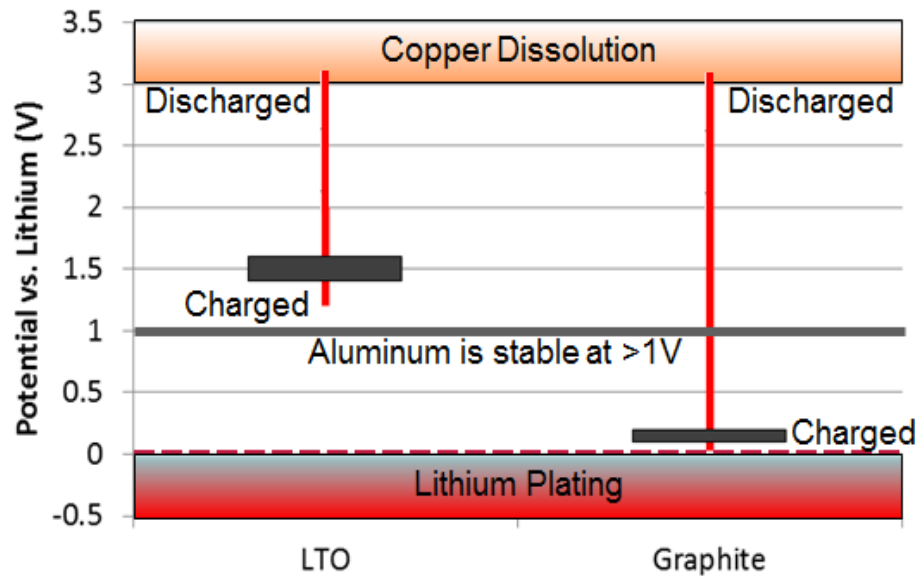 3.5
Copper Dissolution
3
Discharged
Discharged
2.5
2
1.5
Charged
1
Aluminum is stable at >1V
0.5
Charged
0
Lithium Plating
-0.5
LTO
Graphite
Potential vs. Lithium (V)